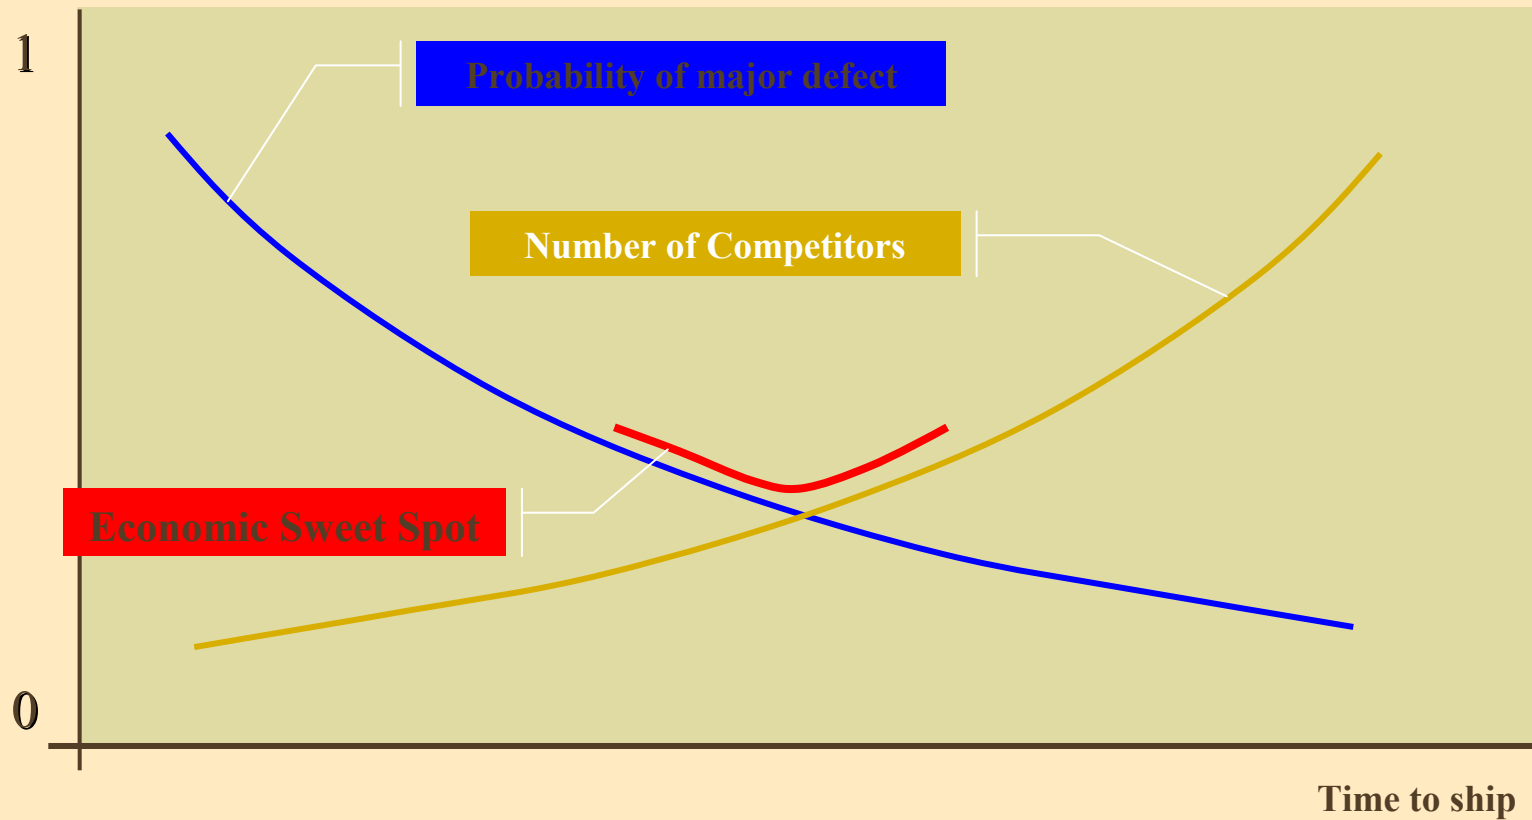 1
Probability of major defect
Number of Competitors
Economic Sweet Spot
0
Time to ship